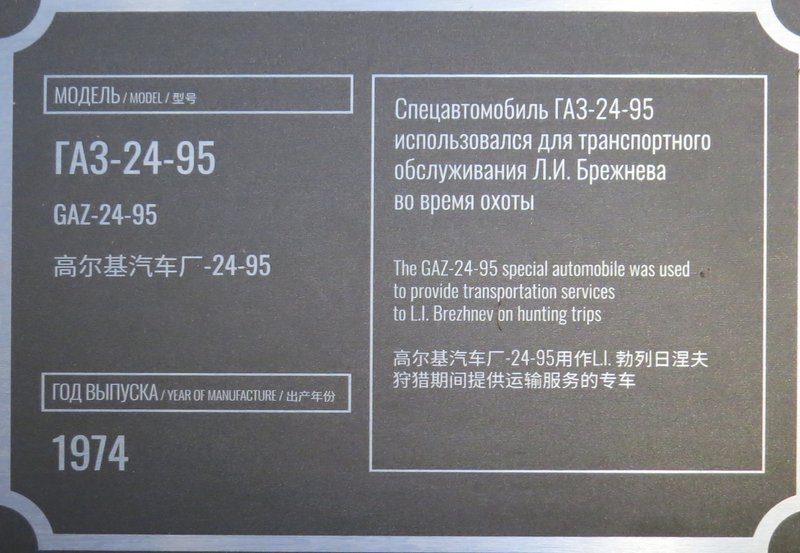 МОДЕЛЬ / MODEL / 型号
ГАЗ-24-95
GAZ-24-95
高尔基汽车厂-24-95
ГОД ВЫПУСКА / YEAR OF MANUFACTURE / 出产年份
1974
Спецавтомобиль ГАЗ-24-95
использовался для транспортного
обслуживания Л.И. Брежнева
во время охоты
The GAZ-24-95 special automobile was used
to provide transportation services
to L.I. Brezhnev on hunting trips
高尔基汽车厂-24-95用作L.I. 勃列日涅夫
狩猎期间提供运输服务的专车